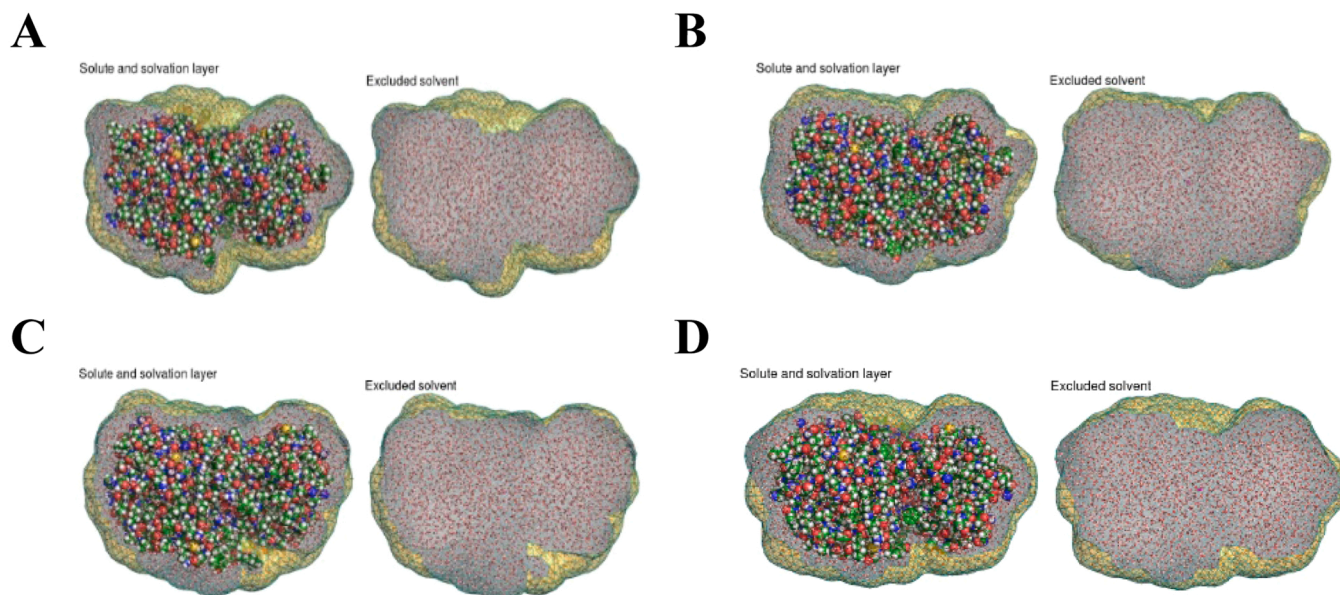 A
B
Solute and solvation layer
Excluded solvent
Solute and solvation layer
Excluded solvent
C
D
Solute and solvation layer
Excluded solvent
Solute and solvation layer
Excluded solvent